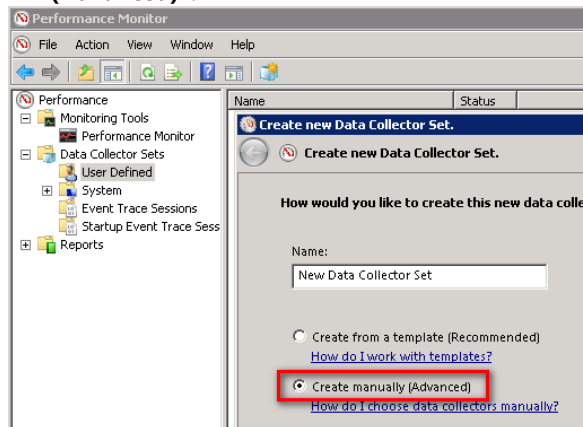 Performance Monitor
File Action View Window Help
Performance
Monitoring Tools
Performance Monitor
Data Collector Sets
User Defined
System
Event Trace Sessions
Startup Event Trace Sess
Reports
Name Status
Create new Data Collector Set.
Create new Data Collector Set.
How would you like to create this new data colle
Name:
New Data Collector Set
Create from a template (Recommended)
How do I work with templates?
Create manually (Advanced)
How do I choose data collectors manually?